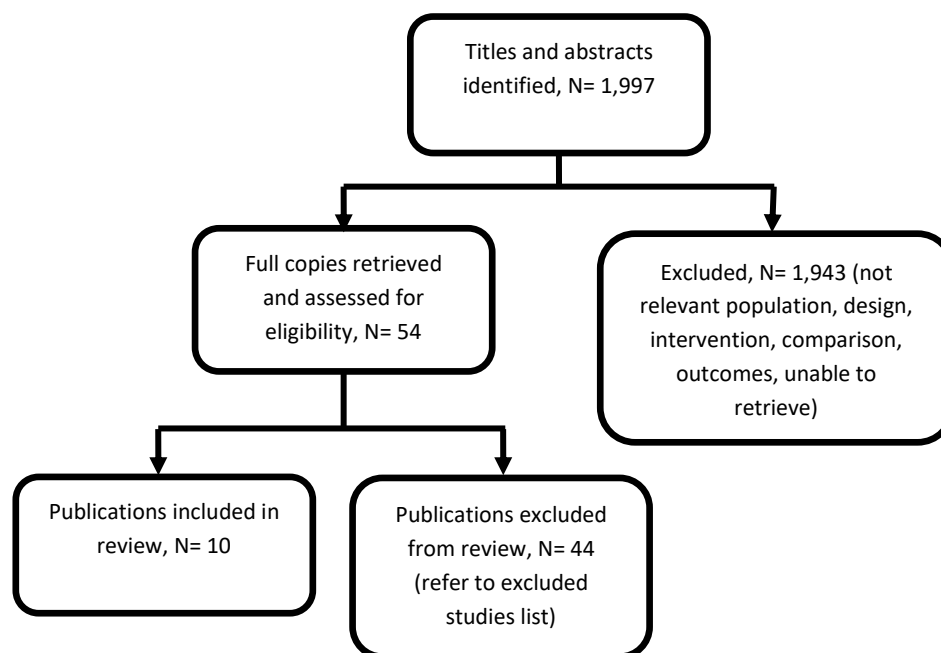 Titles and abstracts
identified, N= 1,997
Full copies retrieved
and assessed for
eligibility, N= 54
Excluded, N= 1,943 (not
relevant population, design,
intervention, comparison,
outcomes, unable to
retrieve)
Publications included in
review, N= 10
Publications excluded
from review, N= 44
(refer to excluded
studies list)